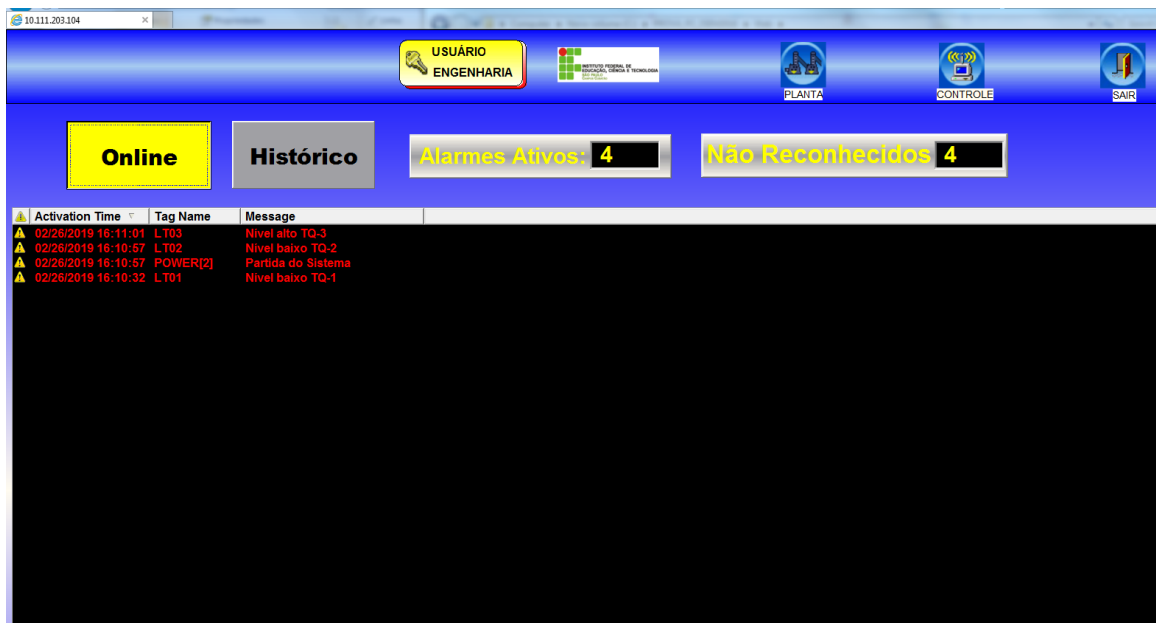 10.111.203.104
USUÁRIO
ENGENHARIA
INSTITUTO FEDERAL DE
EDUCAÇÃO, CIÊNCIA E TECNOLOGIA
SÃO PAULO
PLANTA
CONTROLE
SAIR
Online
Histórico
Alarmes Ativos: 4
Não Reconhecidos 4
Activation Time Tag Name Message
02/26/2019 16:11:01 LT03 Nivel alto TQ-3
02/26/2019 16:10:57 LT02 Nivel baixo TQ-2
02/26/2019 16:10:57 POWER[2] Partida do Sistema
02/26/2019 16:10:32 LT01 Nivel baixo TQ-1